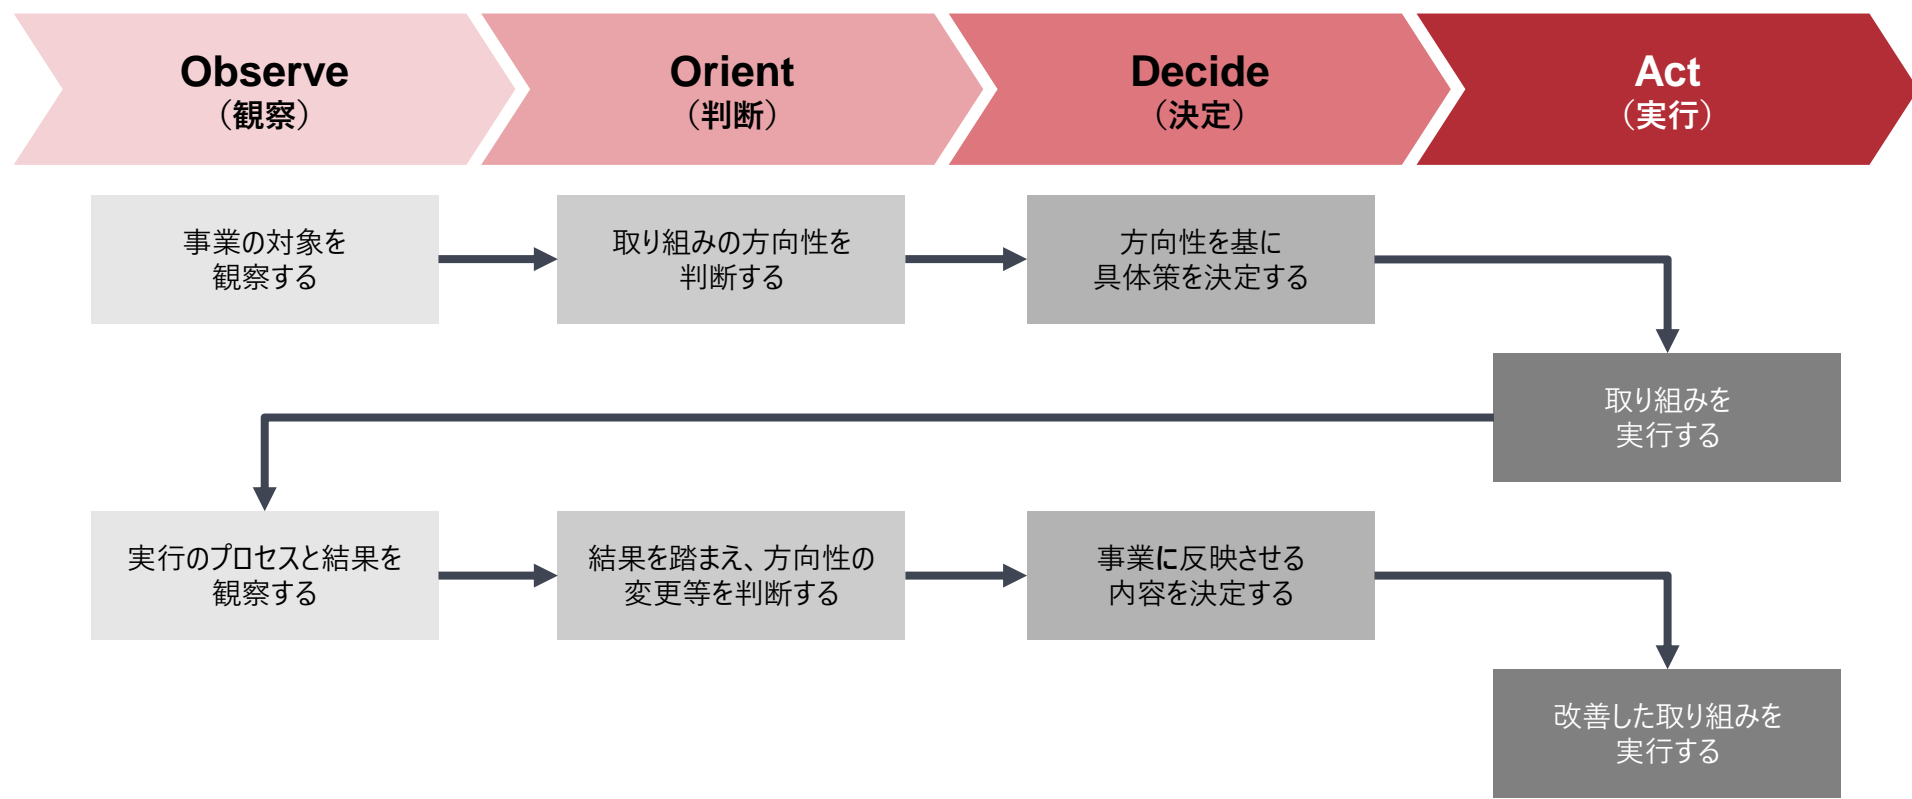 Observe
（観察）
Orient
（判断）
Decide
（決定）
Act
（実行）
事業の対象を
観察する
取り組みの方向性を
判断する
方向性を基に
具体策を決定する
取り組みを
実行する
実行のプロセスと結果を
観察する
結果を踏まえ、方向性の
変更等を判断する
事業に反映させる
内容を決定する
改善した取り組みを
実行する